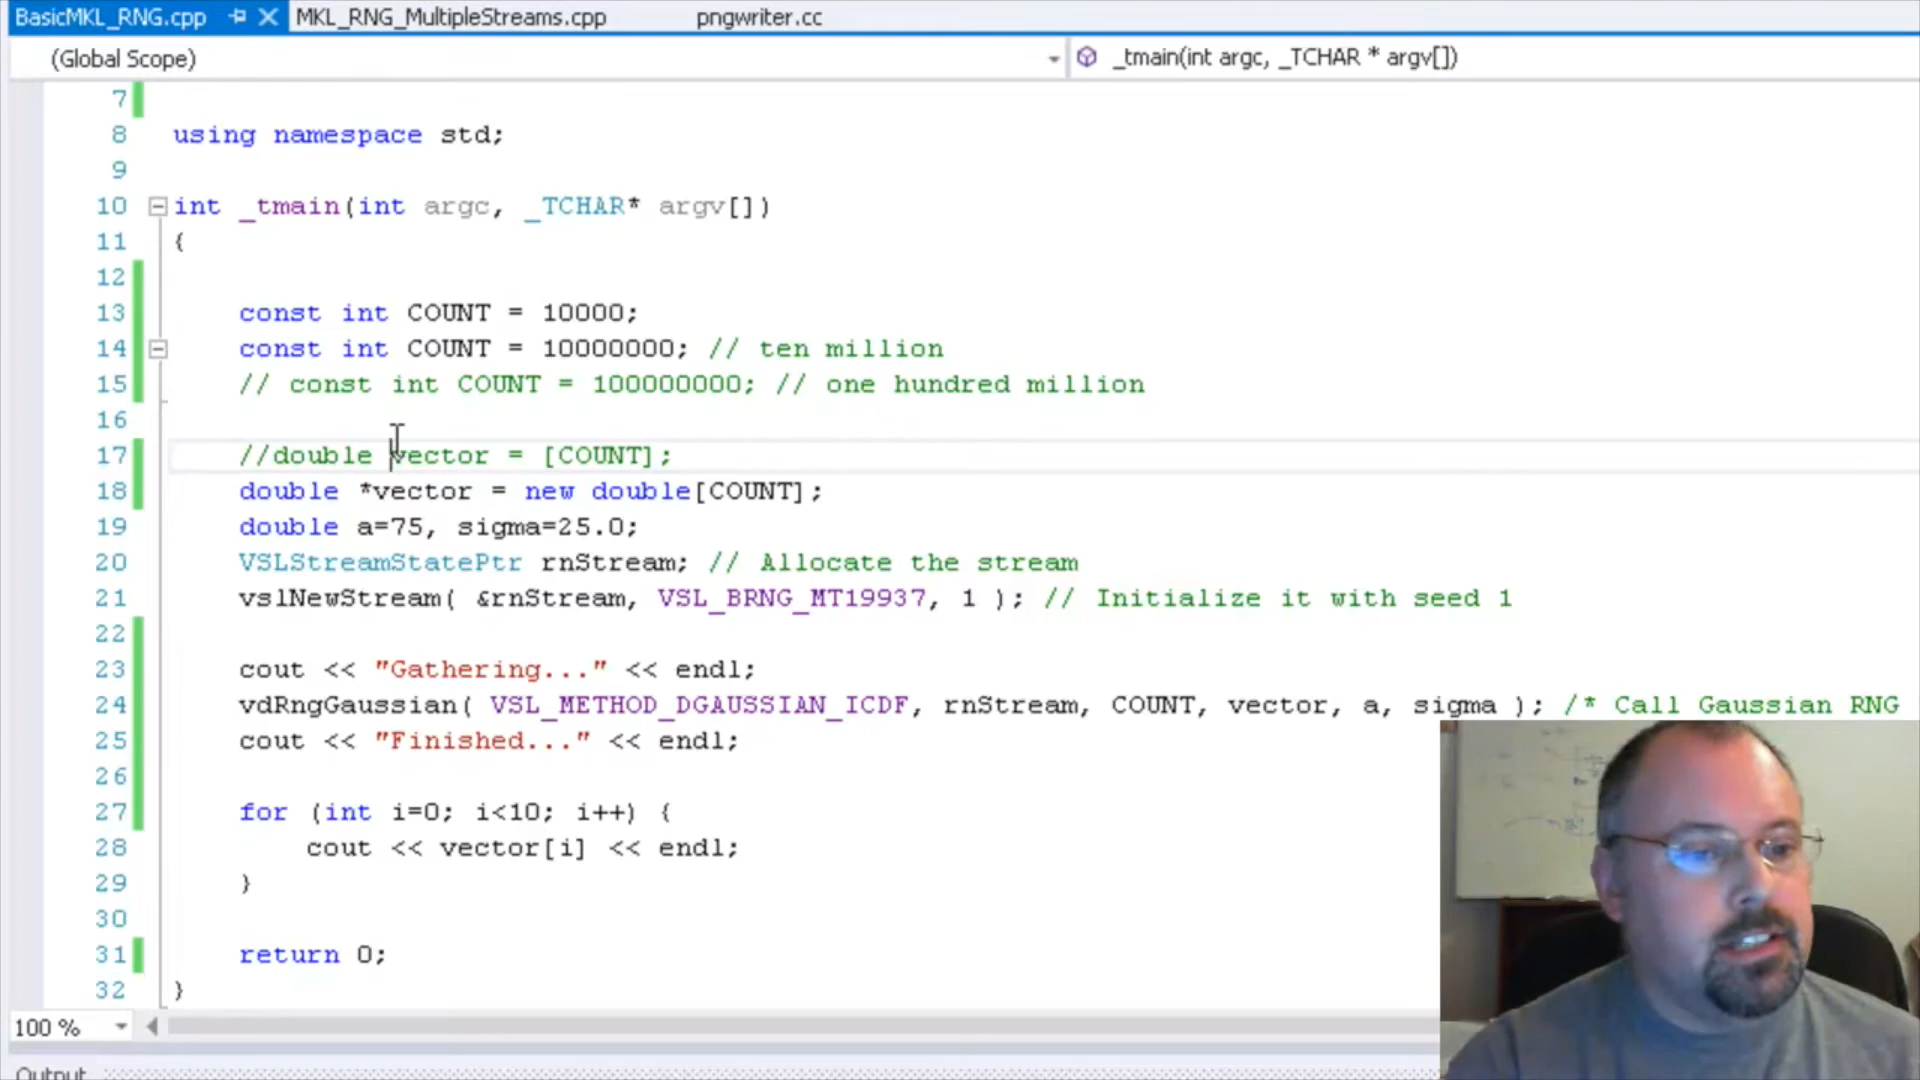 BasicMKL_RNG.cpp MKL_RNG_MultipleStreams.cpp pngwriter.cc
(Global Scope) _tmain(int argc, _TCHAR * argv[])
7
8 using namespace std;
9
10 int _tmain(int argc, _TCHAR* argv[])
11 {
12
13 const int COUNT = 10000;
14 const int COUNT = 10000000; // ten million
15 // const int COUNT = 100000000; // one hundred million
16
17 //double vector = [COUNT];
18 double *vector = new double[COUNT];
19 double a=75, sigma=25.0;
20 VSLStreamStatePtr rnStream; // Allocate the stream
21 vslNewStream( &rnStream, VSL_BRNG_MT19937, 1 ); // Initialize it with seed 1
22
23 cout << "Gathering..." << endl;
24 vdRngGaussian( VSL_METHOD_DGAUSSIAN_ICDF, rnStream, COUNT, vector, a, sigma ); /* Call Gaussian RNG
25 cout << "Finished..." << endl;
26
27 for (int i=0; i<10; i++) {
28 cout << vector[i] << endl;
29 }
30
31 return 0;
32 }
100 %
Output